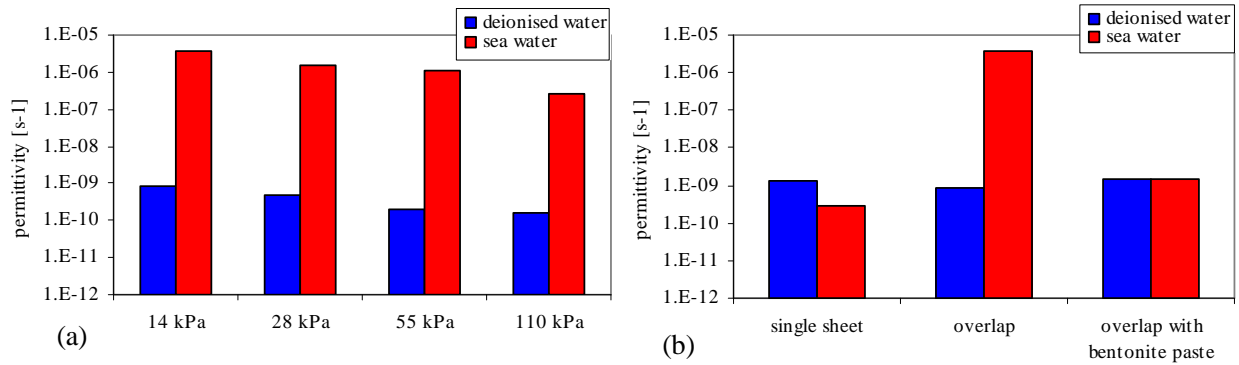 deionised water
sea water
permittivity [s-1]
1.E-05
1.E-06
1.E-07
1.E-08
1.E-09
1.E-10
1.E-11
1.E-12
14 kPa
28 kPa
55 kPa
110 kPa
(a)
deionised water
sea water
permittivity [s-1]
1.E-05
1.E-06
1.E-07
1.E-08
1.E-09
1.E-10
1.E-11
1.E-12
single sheet
overlap
overlap with
bentonite paste
(b)